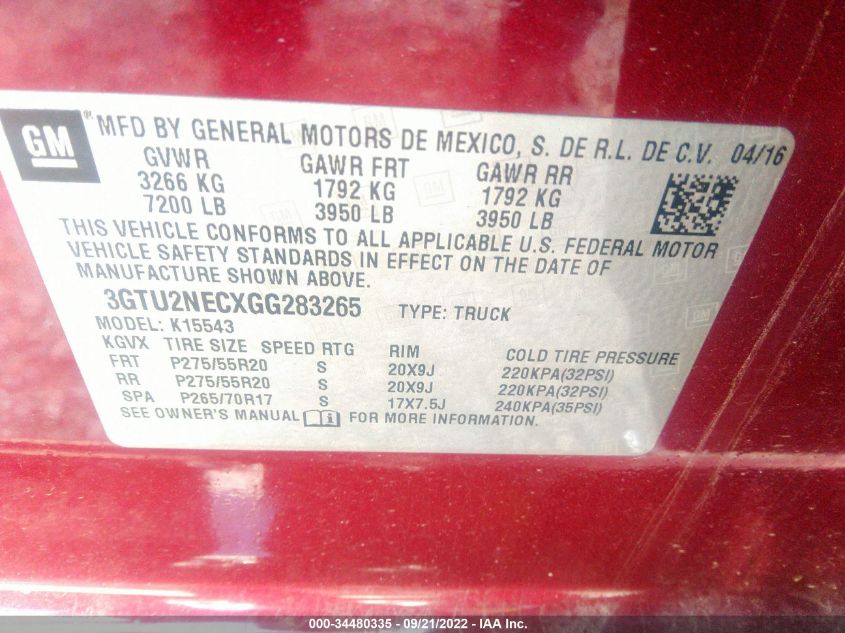 GM ® MFD BY GENERAL MOTORS DE MEXICO, S. DE R.L. DE C.V. 04/16
GVWR GAWR FRT GAWR RR
3266 KG 1792 KG 1792 KG
7200 LB 3950 LB 3950 LB
THIS VEHICLE CONFORMS TO ALL APPLICABLE U.S. FEDERAL MOTOR
VEHICLE SAFETY STANDARDS IN EFFECT ON THE DATE OF
MANUFACTURE SHOWN ABOVE.
3GTU2NECXGG283265 TYPE: TRUCK
MODEL: K15543
KGVX TIRE SIZE SPEED RTG RIM COLD TIRE PRESSURE
FRT P275/55R20 S 20X9J 220KPA(32PSI)
RR P275/55R20 S 20X9J 220KPA(32PSI)
SPA P265/70R17 S 17X7.5J 240KPA(35PSI)
SEE OWNER'S MANUAL FOR MORE INFORMATION.
000-34480335 - 09/21/2022 - IAA Inc.